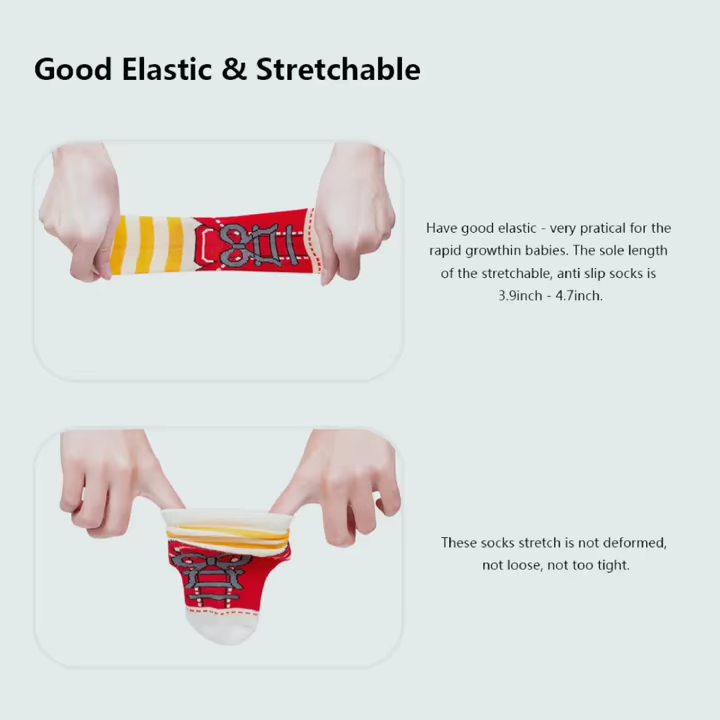 Good Elastic & Stretchable
Have good elastic - very pratical for the
rapid growthin babies. The sole length
of the stretchable, anti slip socks is
3.9inch - 4.7inch.
These socks stretch is not deformed,
not loose, not too tight.